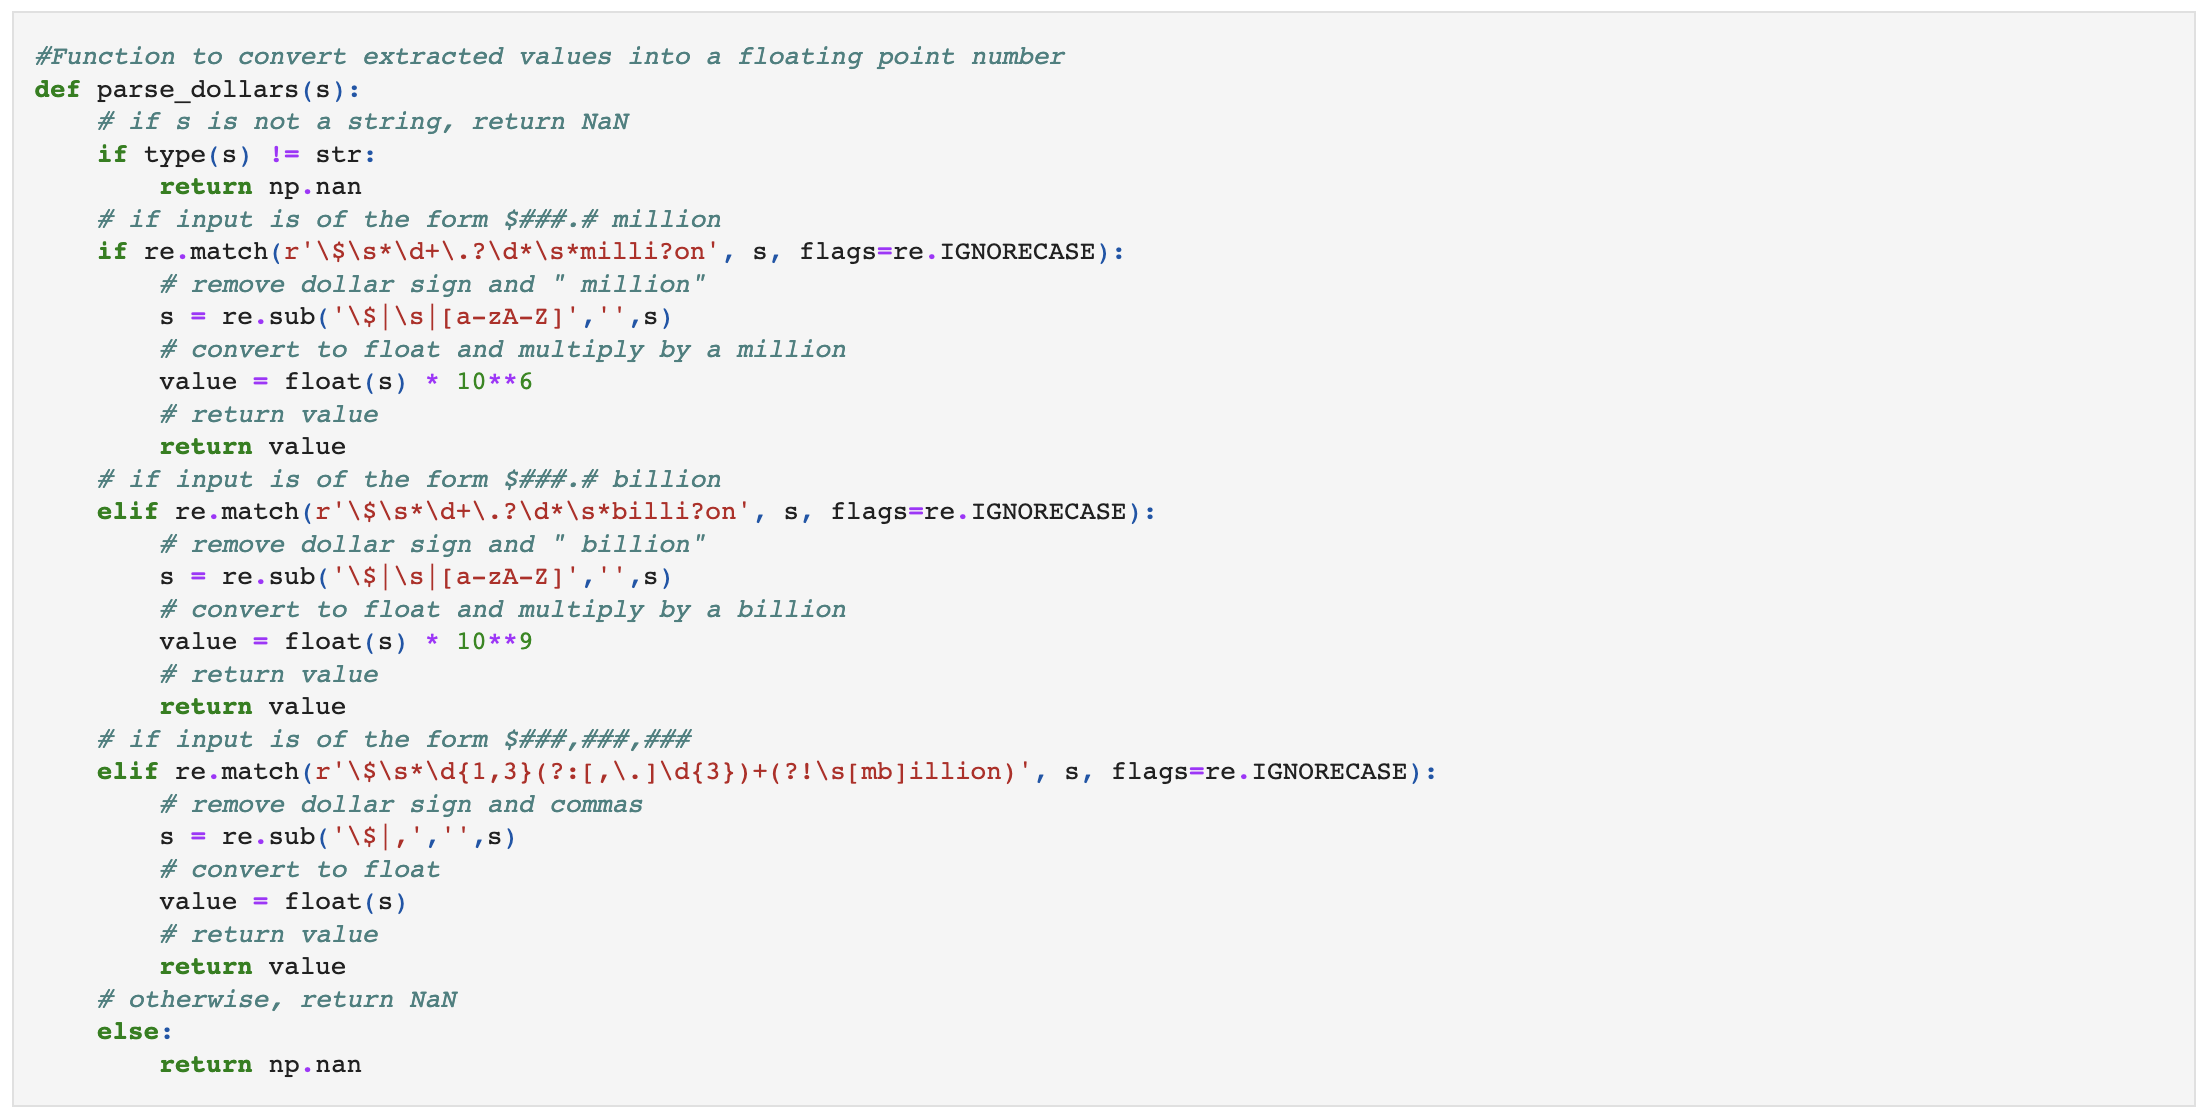 #Function to convert extracted values into a floating point number
def parse_dollars(s):
    # if s is not a string, return NaN
    if type(s) != str:
        return np.nan
    # if input is of the form $###.# million
    if re.match(r'\$\s*\d+\.?\d*\s*milli?on', s, flags=re.IGNORECASE):
        # remove dollar sign and " million"
        s = re.sub('\$|\s|[a-zA-Z]','',s)
        # convert to float and multiply by a million
        value = float(s) * 10**6
        # return value
        return value
    # if input is of the form $###.# billion
    elif re.match(r'\$\s*\d+\.?\d*\s*billi?on', s, flags=re.IGNORECASE):
        # remove dollar sign and " billion"
        s = re.sub('\$|\s|[a-zA-Z]','',s)
        # convert to float and multiply by a billion
        value = float(s) * 10**9
        # return value
        return value
    # if input is of the form $###,###,###
    elif re.match(r'\$\s*\d{1,3}(?:[,\.]\d{3})+(?!\s[mb]illion)', s, flags=re.IGNORECASE):
        # remove dollar sign and commas
        s = re.sub('\$|,','',s)
        # convert to float
        value = float(s)
        # return value
        return value
    # otherwise, return NaN
    else:
        return np.nan